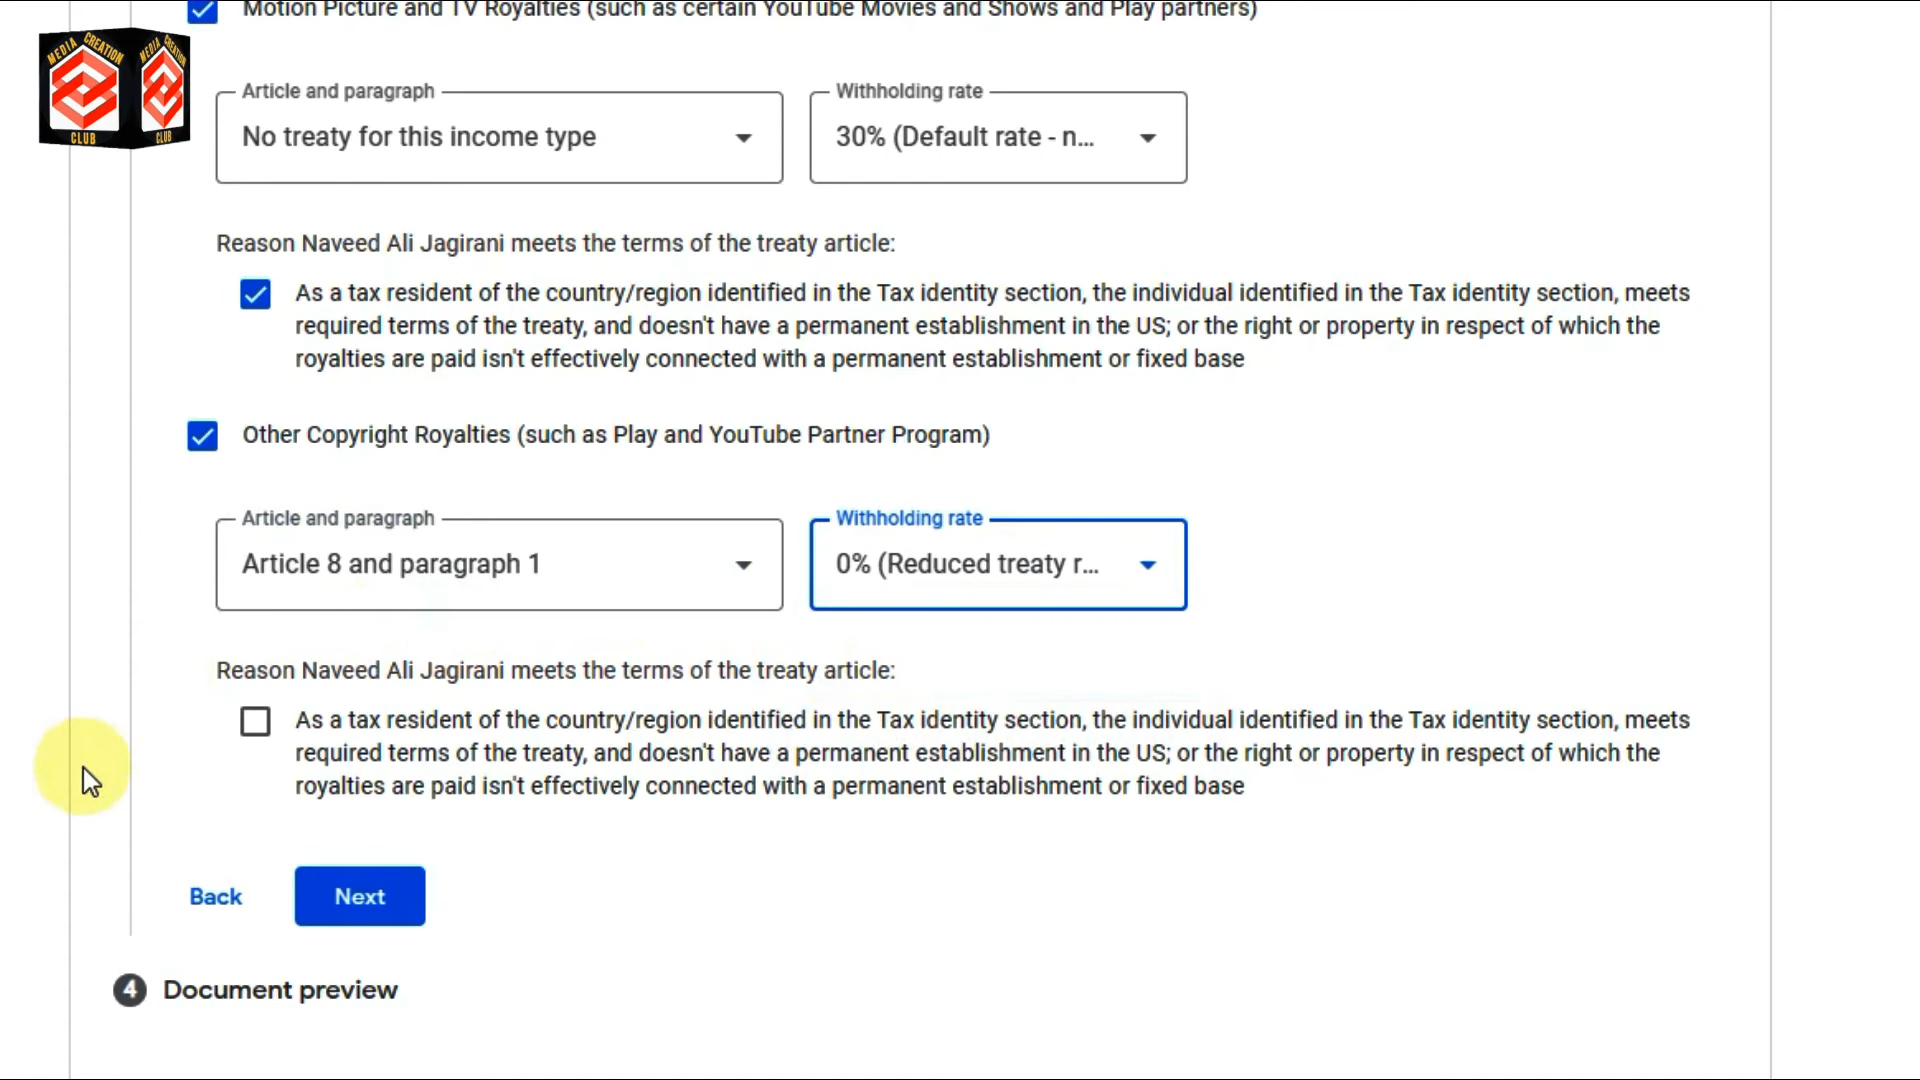 Motion Picture and TV Royalties (such as certain YouTube Movies and Shows and Play partners)
MEDIA CREATION
CLUB
MEDIA CREATION
CLUB
Article and paragraph
No treaty for this income type
Withholding rate
30% (Default rate - n...
Reason Naveed Ali Jagirani meets the terms of the treaty article:
As a tax resident of the country/region identified in the Tax identity section, the individual identified in the Tax identity section, meets
required terms of the treaty, and doesn't have a permanent establishment in the US; or the right or property in respect of which the
royalties are paid isn't effectively connected with a permanent establishment or fixed base
Other Copyright Royalties (such as Play and YouTube Partner Program)
Article and paragraph
Article 8 and paragraph 1
Withholding rate
0% (Reduced treaty r...
Reason Naveed Ali Jagirani meets the terms of the treaty article:
As a tax resident of the country/region identified in the Tax identity section, the individual identified in the Tax identity section, meets
required terms of the treaty, and doesn't have a permanent establishment in the US; or the right or property in respect of which the
royalties are paid isn't effectively connected with a permanent establishment or fixed base
Back
Next
4 Document preview